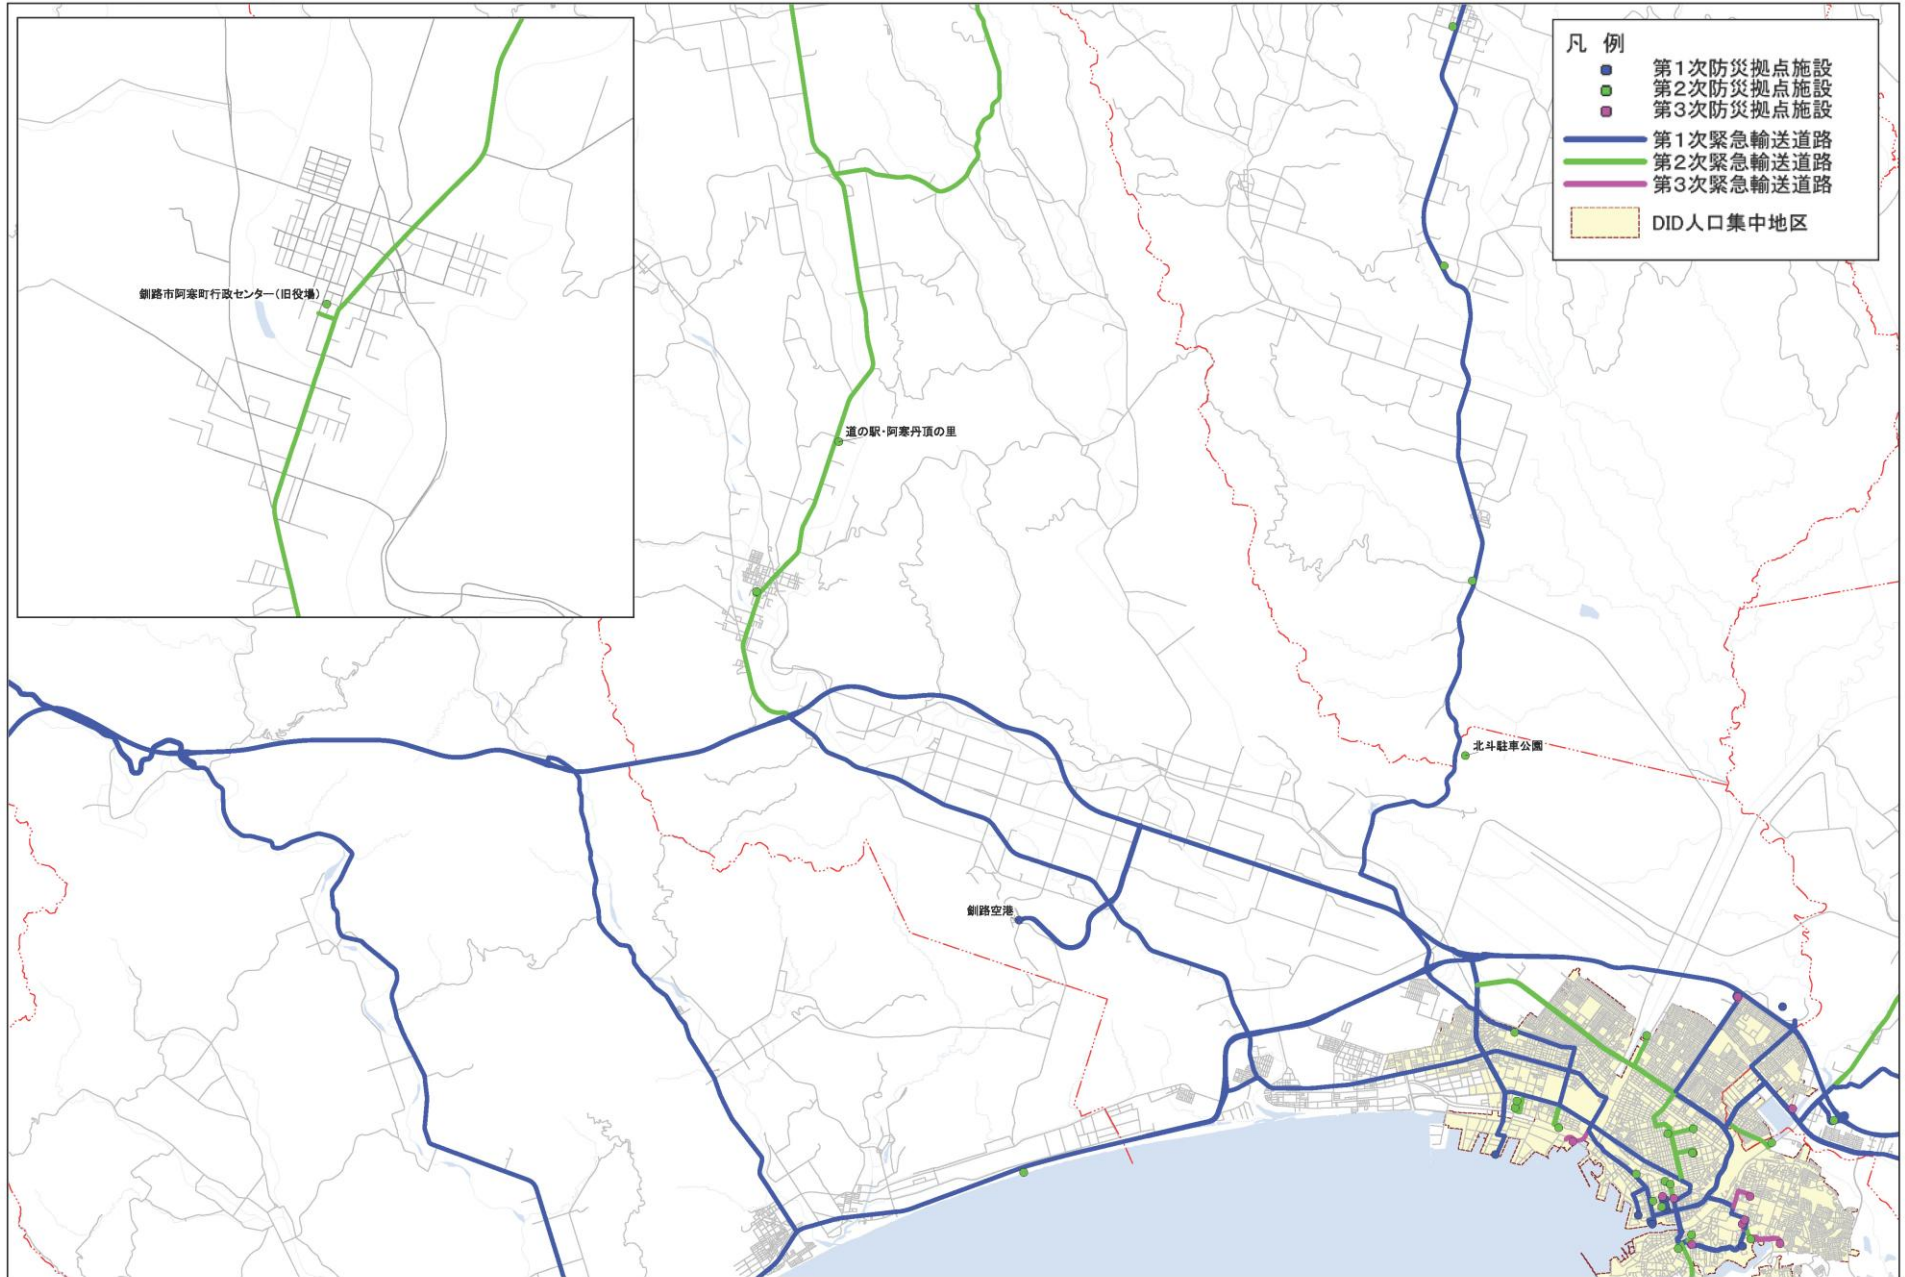 凡 例
第1次防災拠点施設
第2次防災拠点施設
第3次防災拠点施設
第1次緊急輸送道路
第2次緊急輸送道路
第3次緊急輸送道路
DID人口集中地区
釧路市阿寒町行政センター(旧役場)
道の駅・阿寒丹頂の里
北斗駐車公園
釧路空港